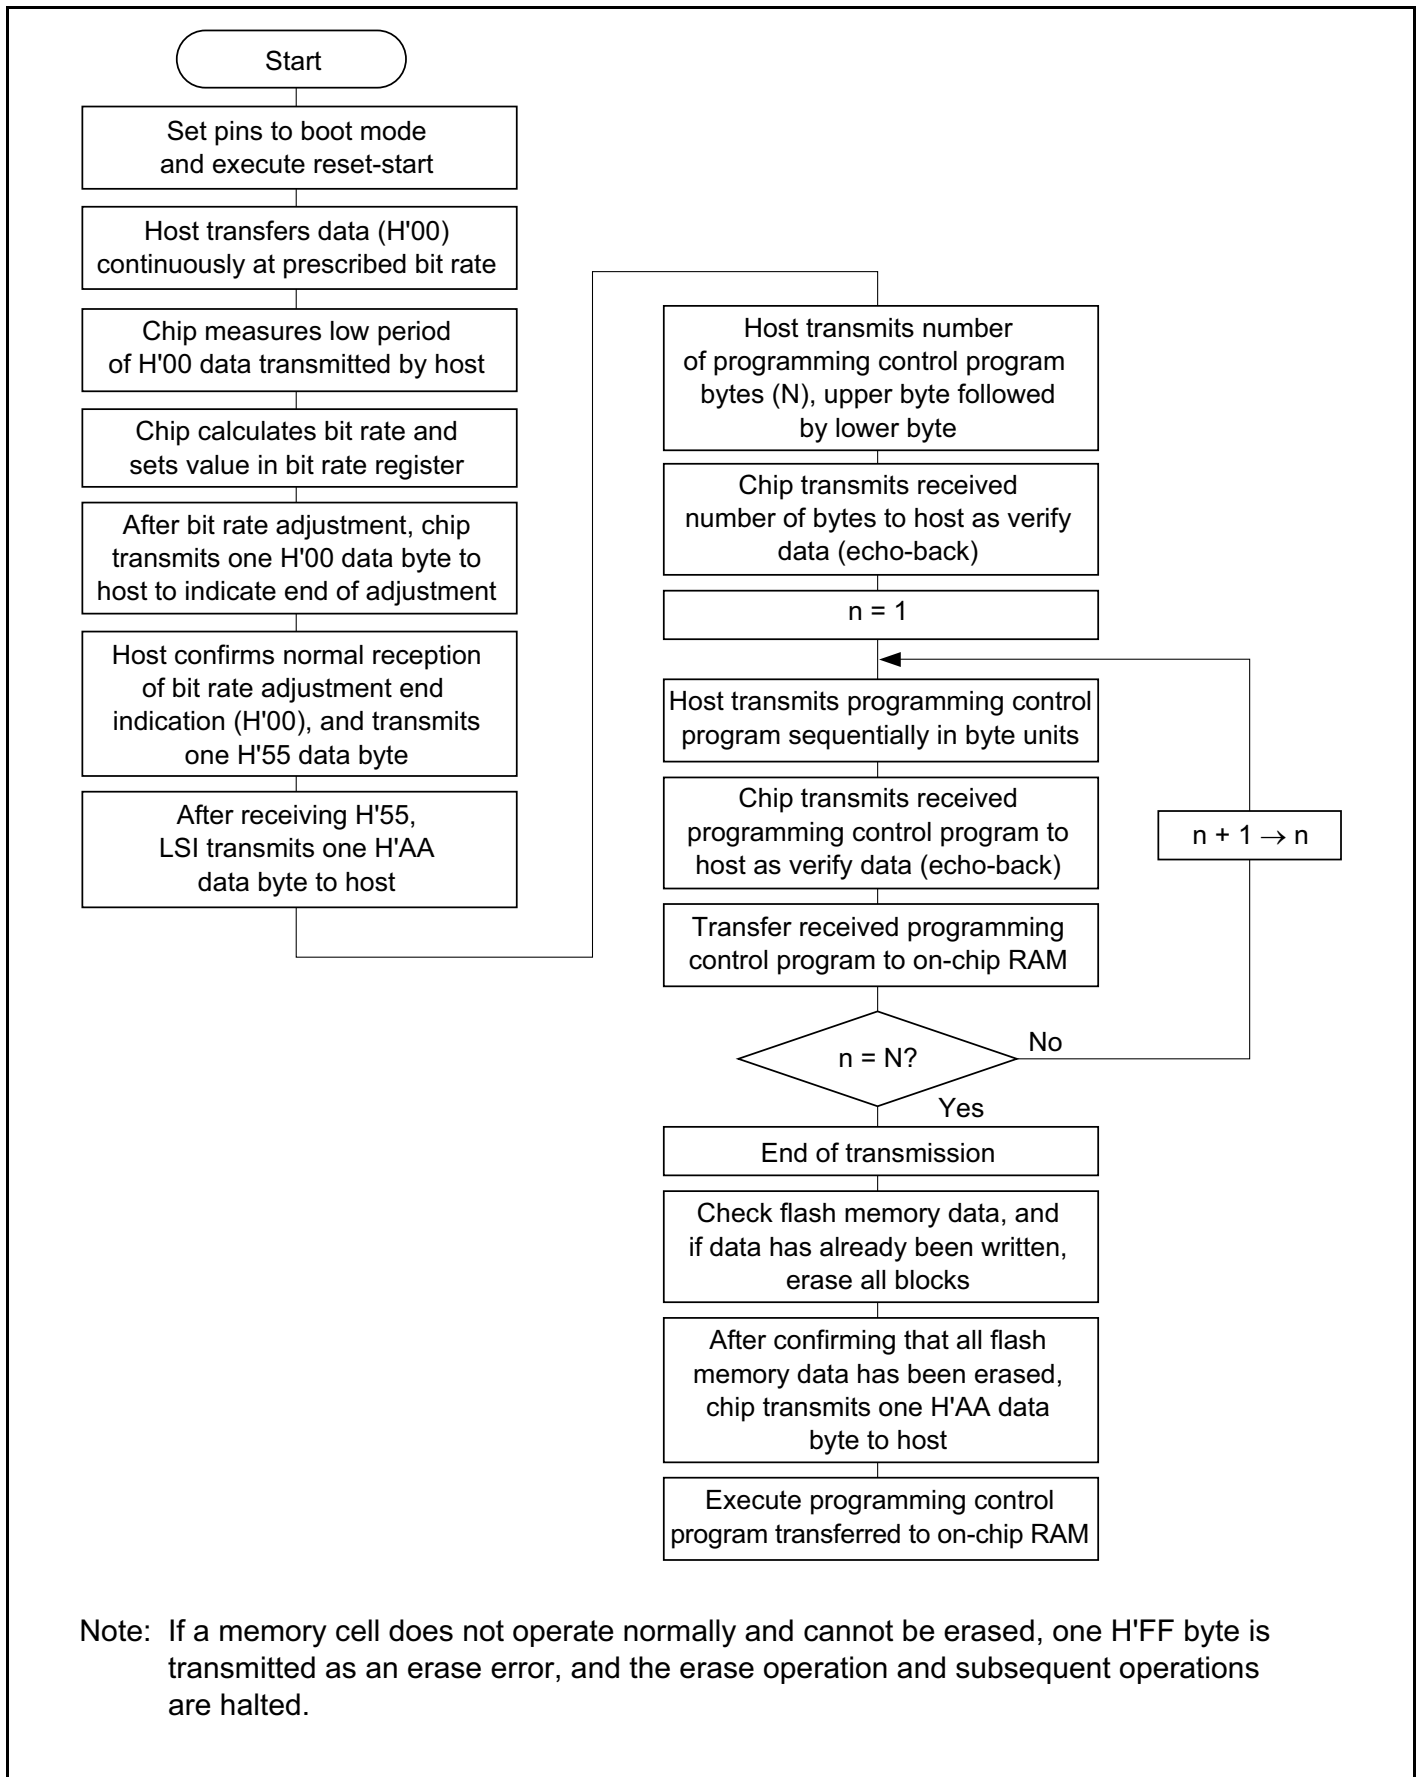 Start
Set pins to boot mode
and execute reset-start
Host transfers data (H'00)
continuously at prescribed bit rate
Chip measures low period
of H'00 data transmitted by host
Chip calculates bit rate and
sets value in bit rate register
After bit rate adjustment, chip
transmits one H'00 data byte to
host to indicate end of adjustment
Host confirms normal reception
of bit rate adjustment end
indication (H'00), and transmits
one H'55 data byte
After receiving H'55,
LSI transmits one H'AA
data byte to host
Host transmits number
of programming control program
bytes (N), upper byte followed
by lower byte
Chip transmits received
number of bytes to host as verify
data (echo-back)
n = 1
Host transmits programming control
program sequentially in byte units
Chip transmits received
programming control program to
host as verify data (echo-back)
n + 1 → n
Transfer received programming
control program to on-chip RAM
n = N?
No
Yes
End of transmission
Check flash memory data, and
if data has already been written,
erase all blocks
After confirming that all flash
memory data has been erased,
chip transmits one H'AA data
byte to host
Execute programming control
program transferred to on-chip RAM
Note: If a memory cell does not operate normally and cannot be erased, one H'FF byte is
transmitted as an erase error, and the erase operation and subsequent operations
are halted.